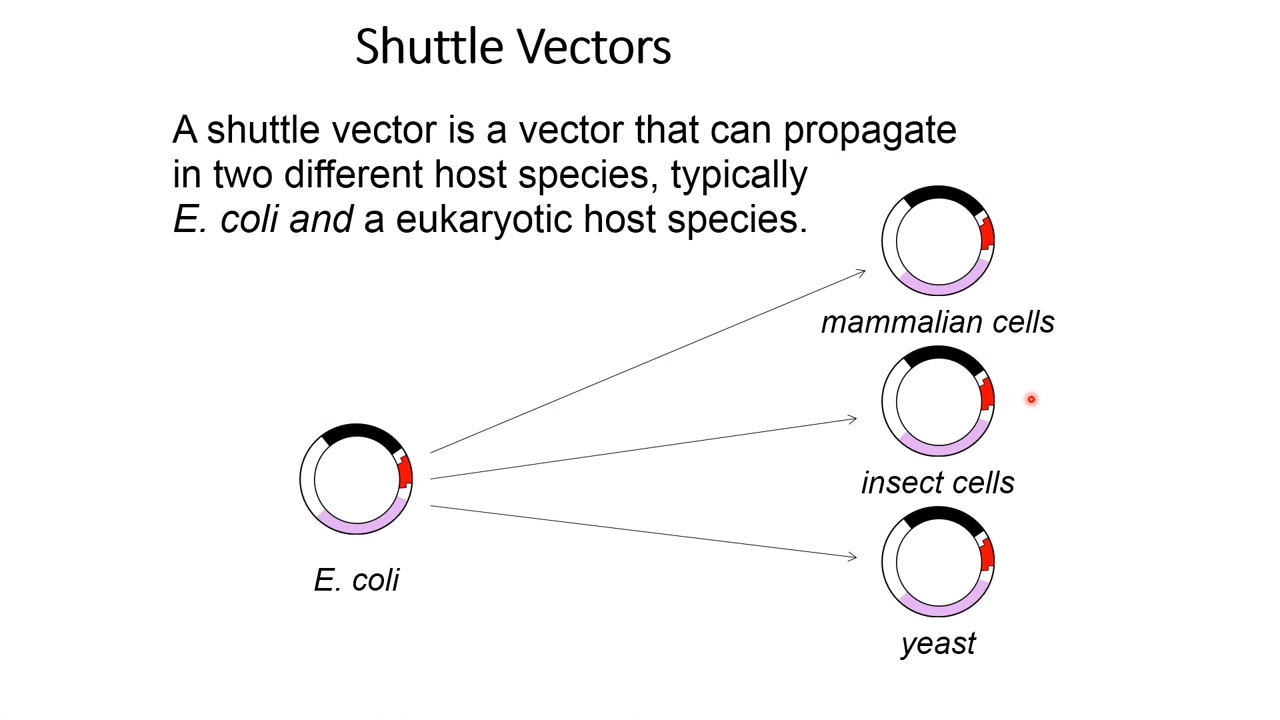 Shuttle Vectors
A shuttle vector is a vector that can propagate
in two different host species, typically
E. coli and a eukaryotic host species.
mammalian cells
insect cells
E. coli
yeast